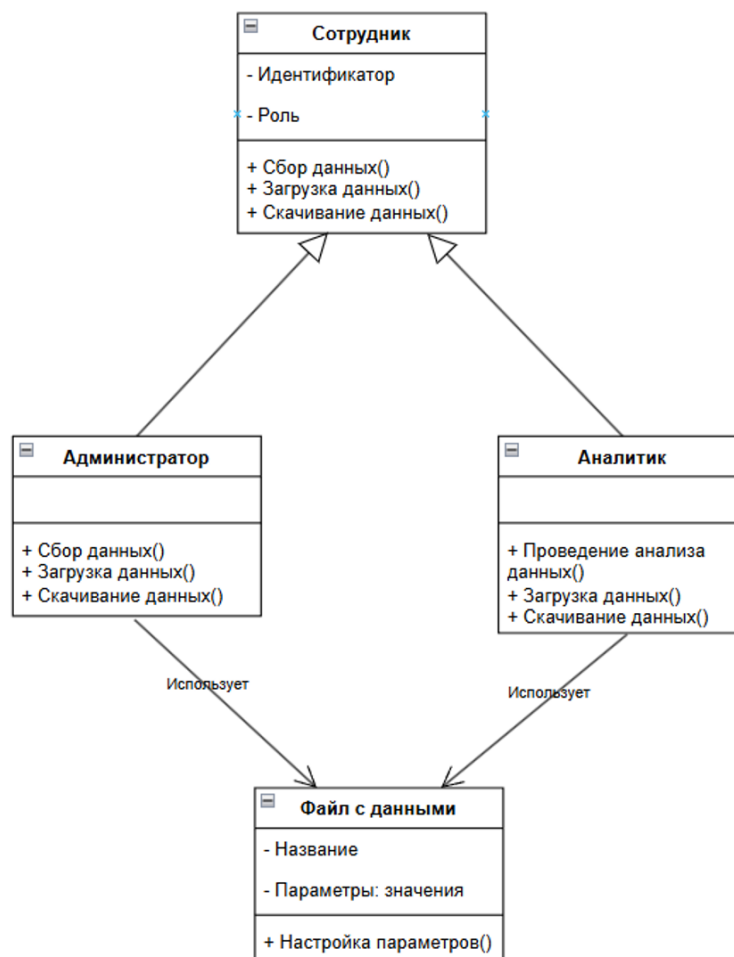 Сотрудник
- Идентификатор
- Роль
+ Сбор данных()
+ Загрузка данных()
+ Скачивание данных()
Администратор
+ Сбор данных()
+ Загрузка данных()
+ Скачивание данных()
Аналитик
+ Проведение анализа
данных()
+ Загрузка данных()
+ Скачивание данных()
Использует
Использует
Файл с данными
- Название
- Параметры: значения
+ Настройка параметров()